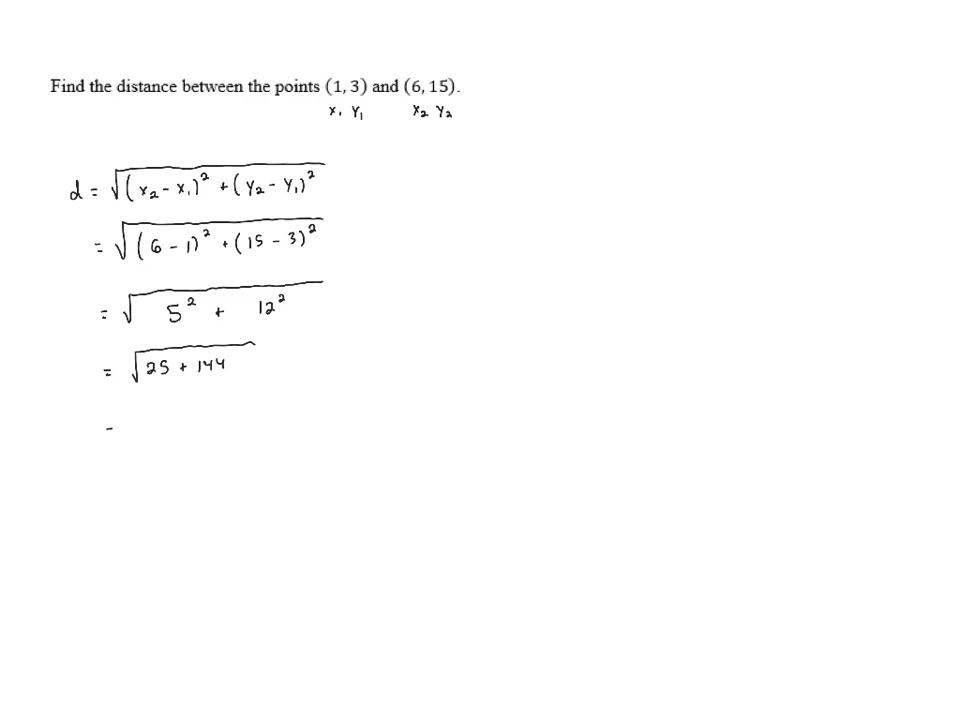 Find the distance between the points (1, 3) and (6, 15).
x₁ y₁ x₂ y₂
d = √((x₂ - x₁)² + (y₂ - y₁)²)
= √((6 - 1)² + (15 - 3)²)
= √(5² + 12²)
= √(25 + 144)
-